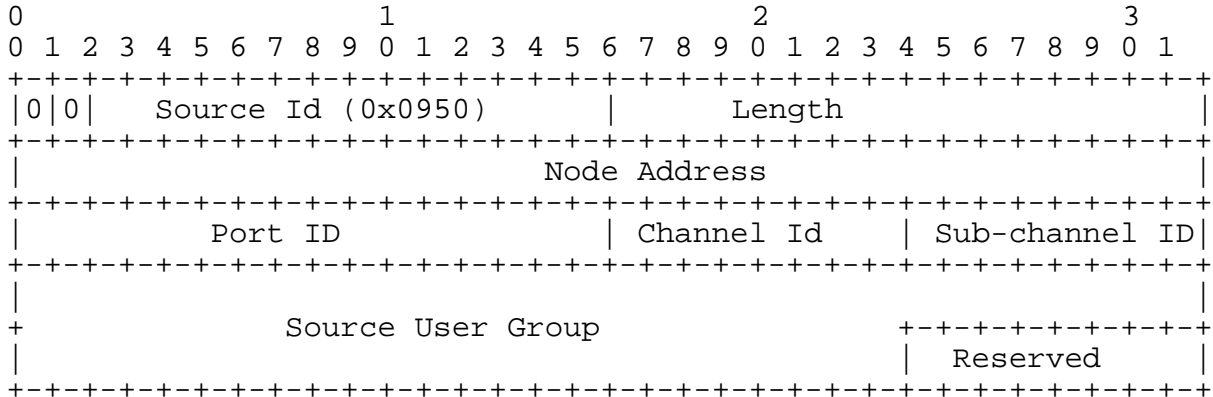 0                   1                   2                   3
0 1 2 3 4 5 6 7 8 9 0 1 2 3 4 5 6 7 8 9 0 1 2 3 4 5 6 7 8 9 0 1
+-+-+-+-+-+-+-+-+-+-+-+-+-+-+-+-+-+-+-+-+-+-+-+-+-+-+-+-+-+-+-+-+
|0|0|   Source Id (0x0950)      |      Length                   |
+-+-+-+-+-+-+-+-+-+-+-+-+-+-+-+-+-+-+-+-+-+-+-+-+-+-+-+-+-+-+-+-+
|                            Node Address                       |
+-+-+-+-+-+-+-+-+-+-+-+-+-+-+-+-+-+-+-+-+-+-+-+-+-+-+-+-+-+-+-+-+
|          Port ID              | Channel Id    | Sub-channel ID|
+-+-+-+-+-+-+-+-+-+-+-+-+-+-+-+-+-+-+-+-+-+-+-+-+-+-+-+-+-+-+-+-+
|                                                               |
+              Source User Group                +-+-+-+-+-+-+-+-+
|                                               |  Reserved     |
+-+-+-+-+-+-+-+-+-+-+-+-+-+-+-+-+-+-+-+-+-+-+-+-+-+-+-+-+-+-+-+-+